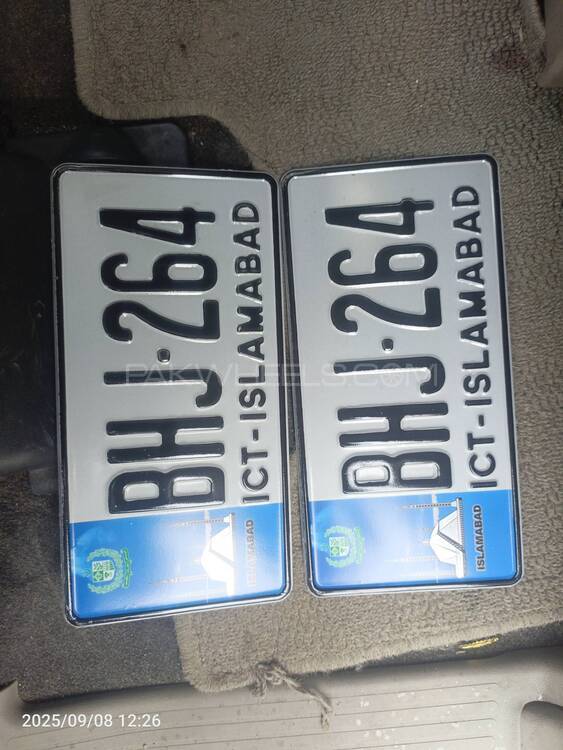 BHJ·264
ICT-ISLAMABAD
ISLAMABAD
BHJ·264
ICT-ISLAMABAD
ISLAMABAD
PAKWHEELS.COM
2025/09/08 12:26